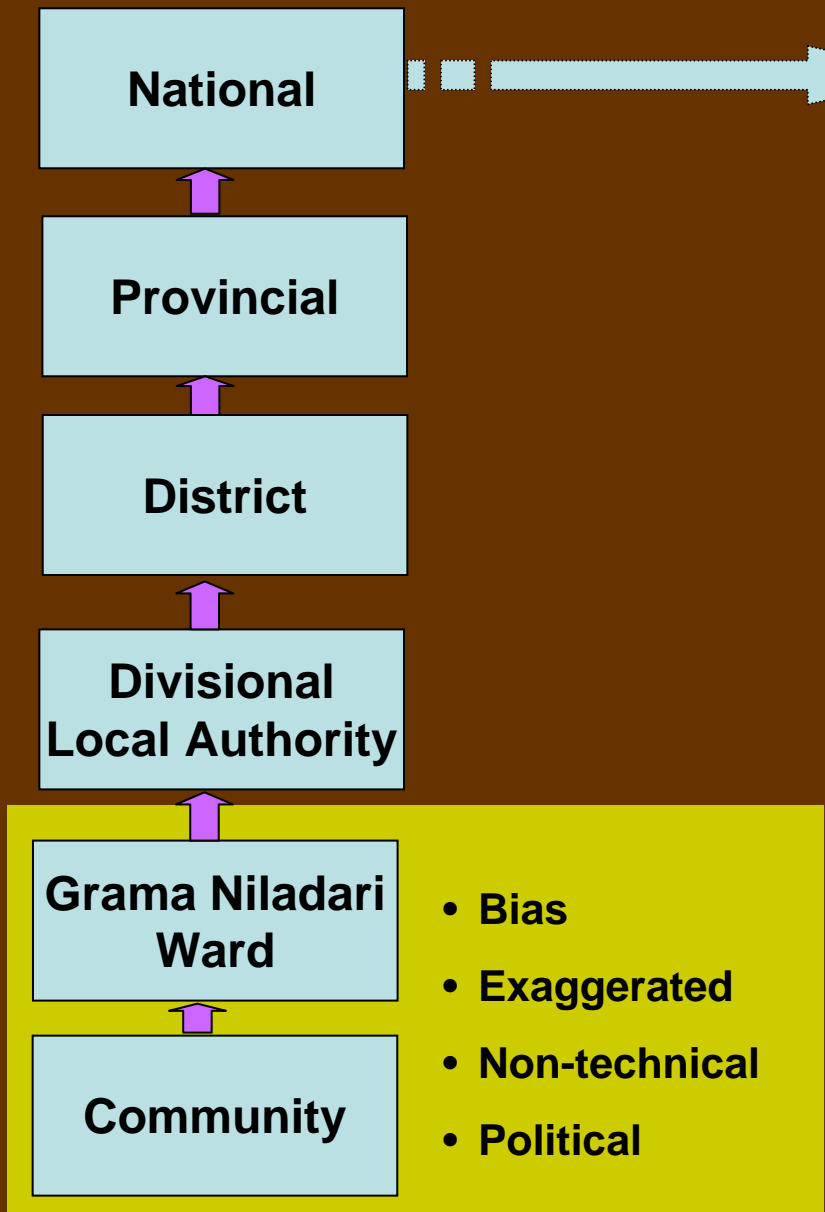 National
Provincial
District
Divisional
Local Authority
Grama Niladari
Ward
Community
• Bias
• Exaggerated
• Non-technical
• Political